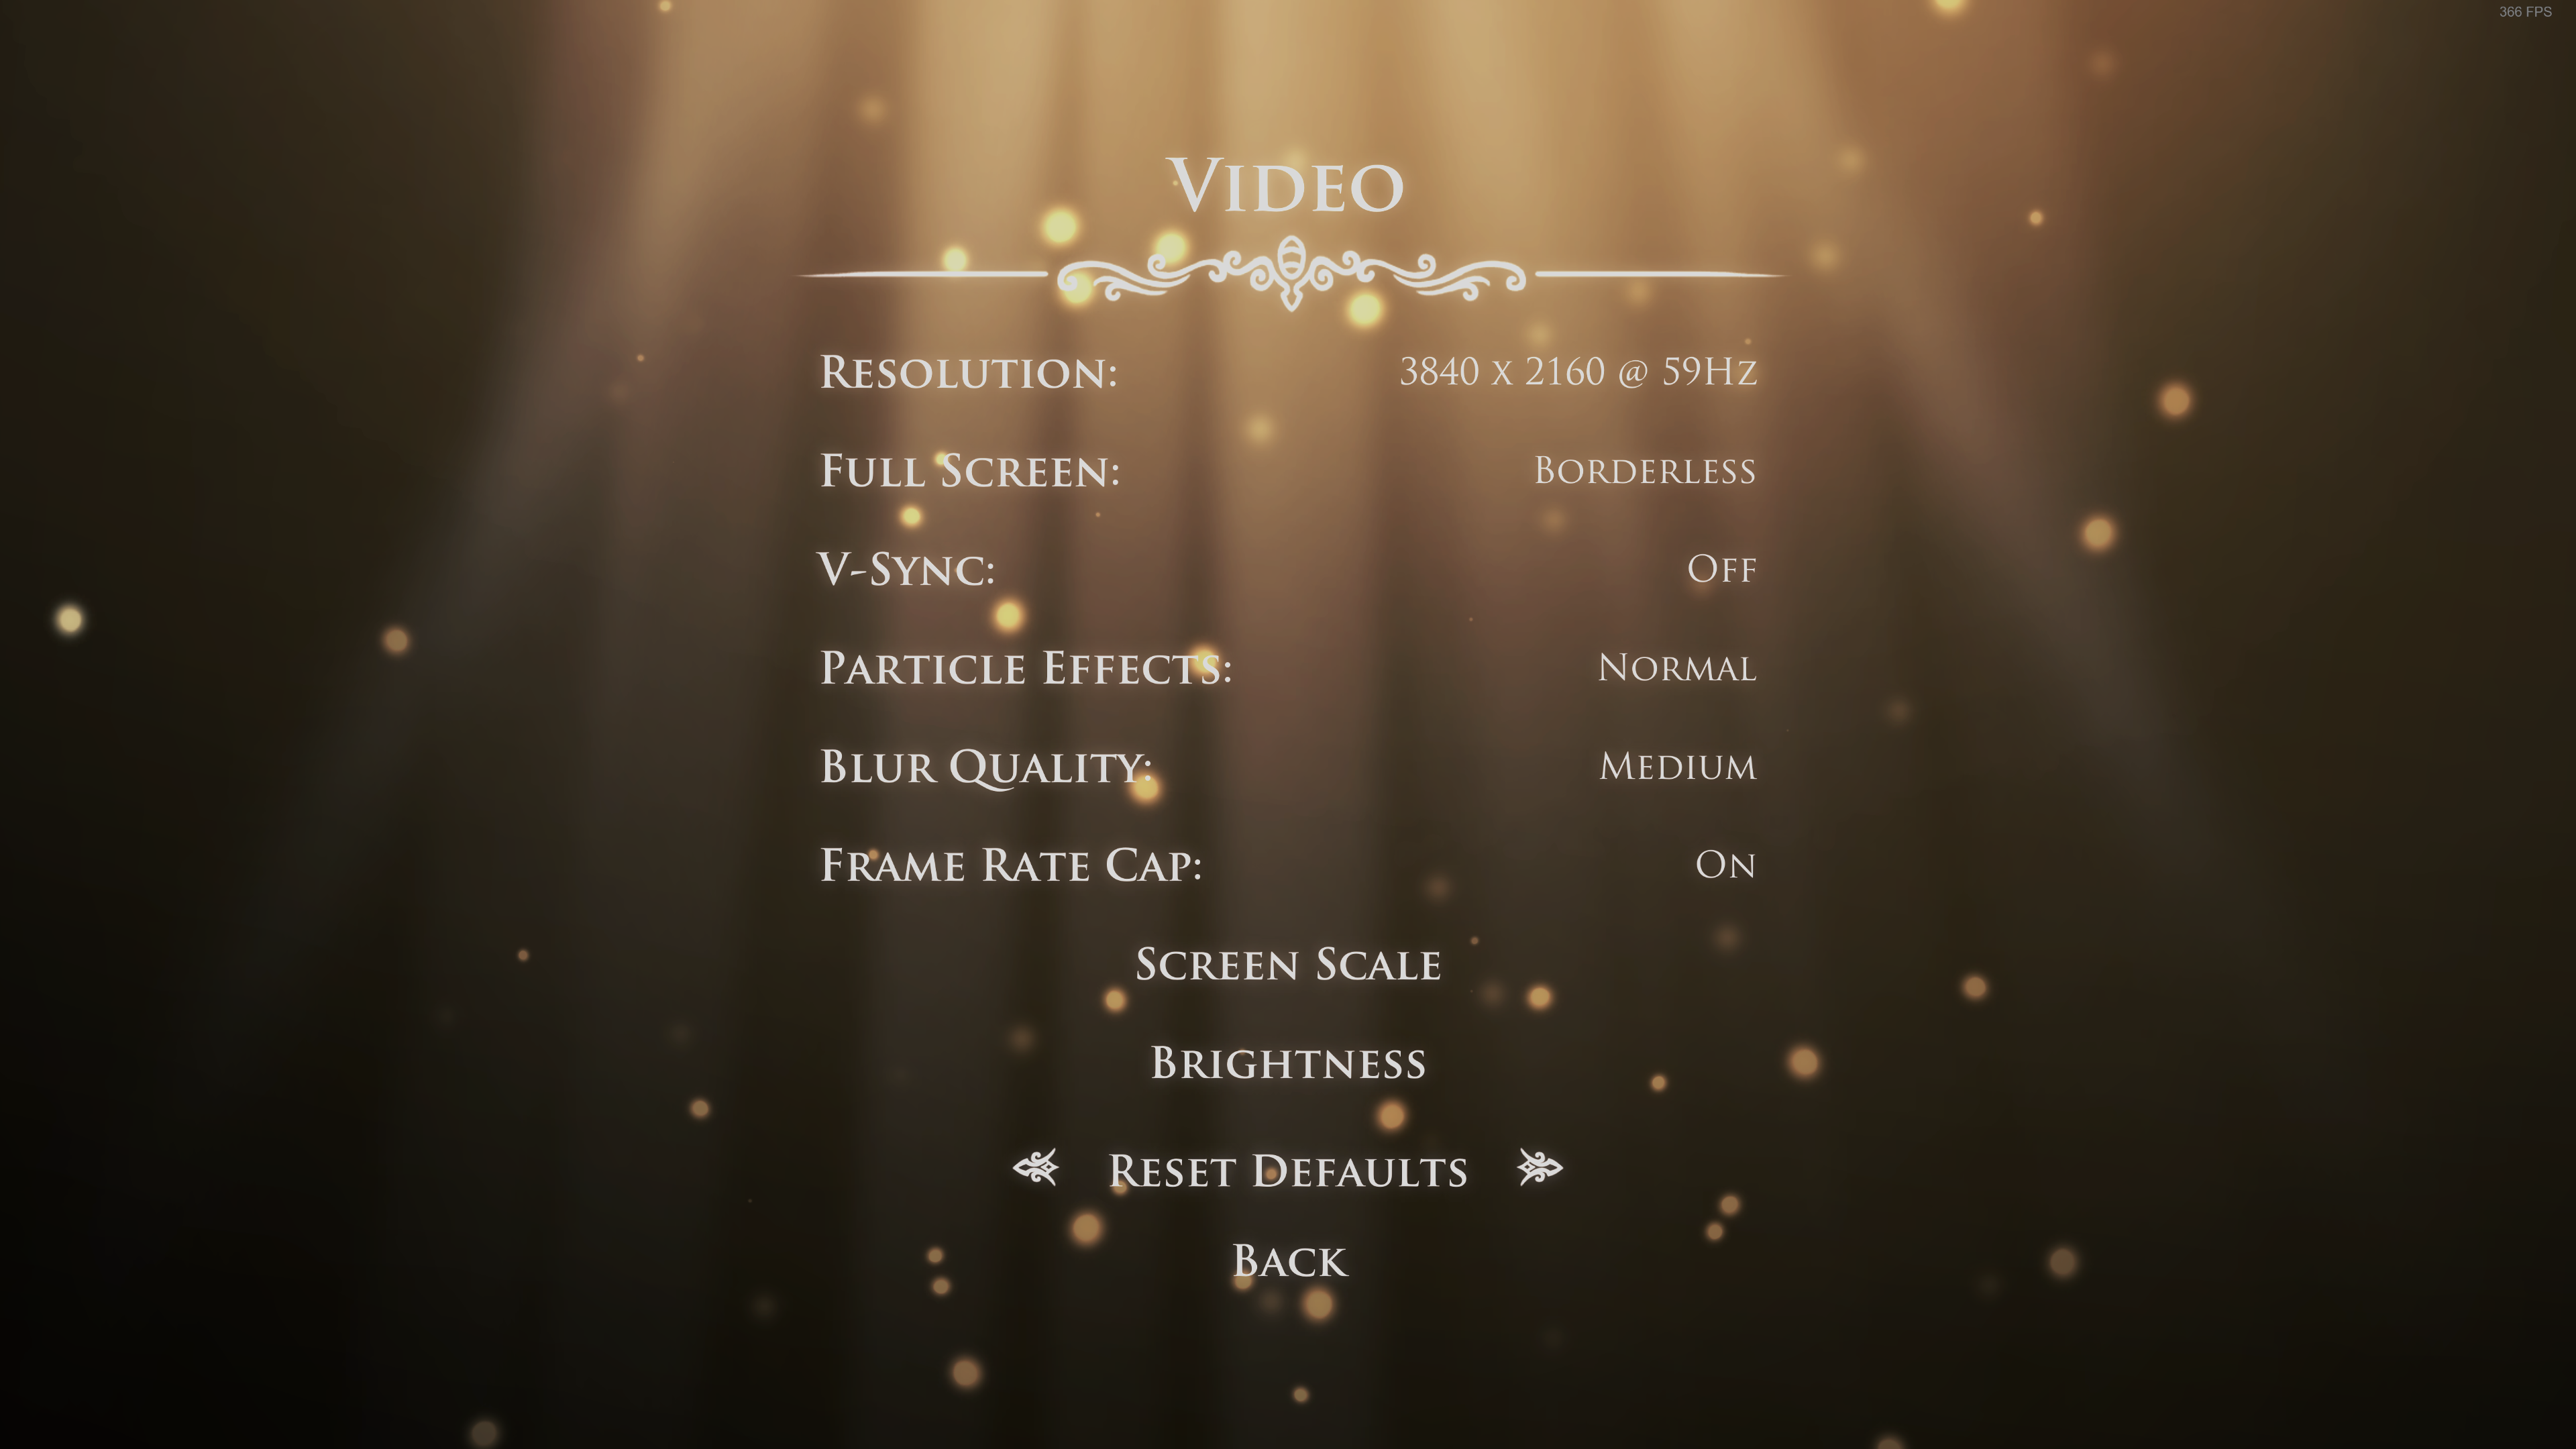 366 FPS
Video
Resolution: 3840 x 2160 @ 59Hz
Full Screen: Borderless
V-Sync: Off
Particle Effects: Normal
Blur Quality: Medium
Frame Rate Cap: On
Screen Scale
Brightness
Reset Defaults
Back